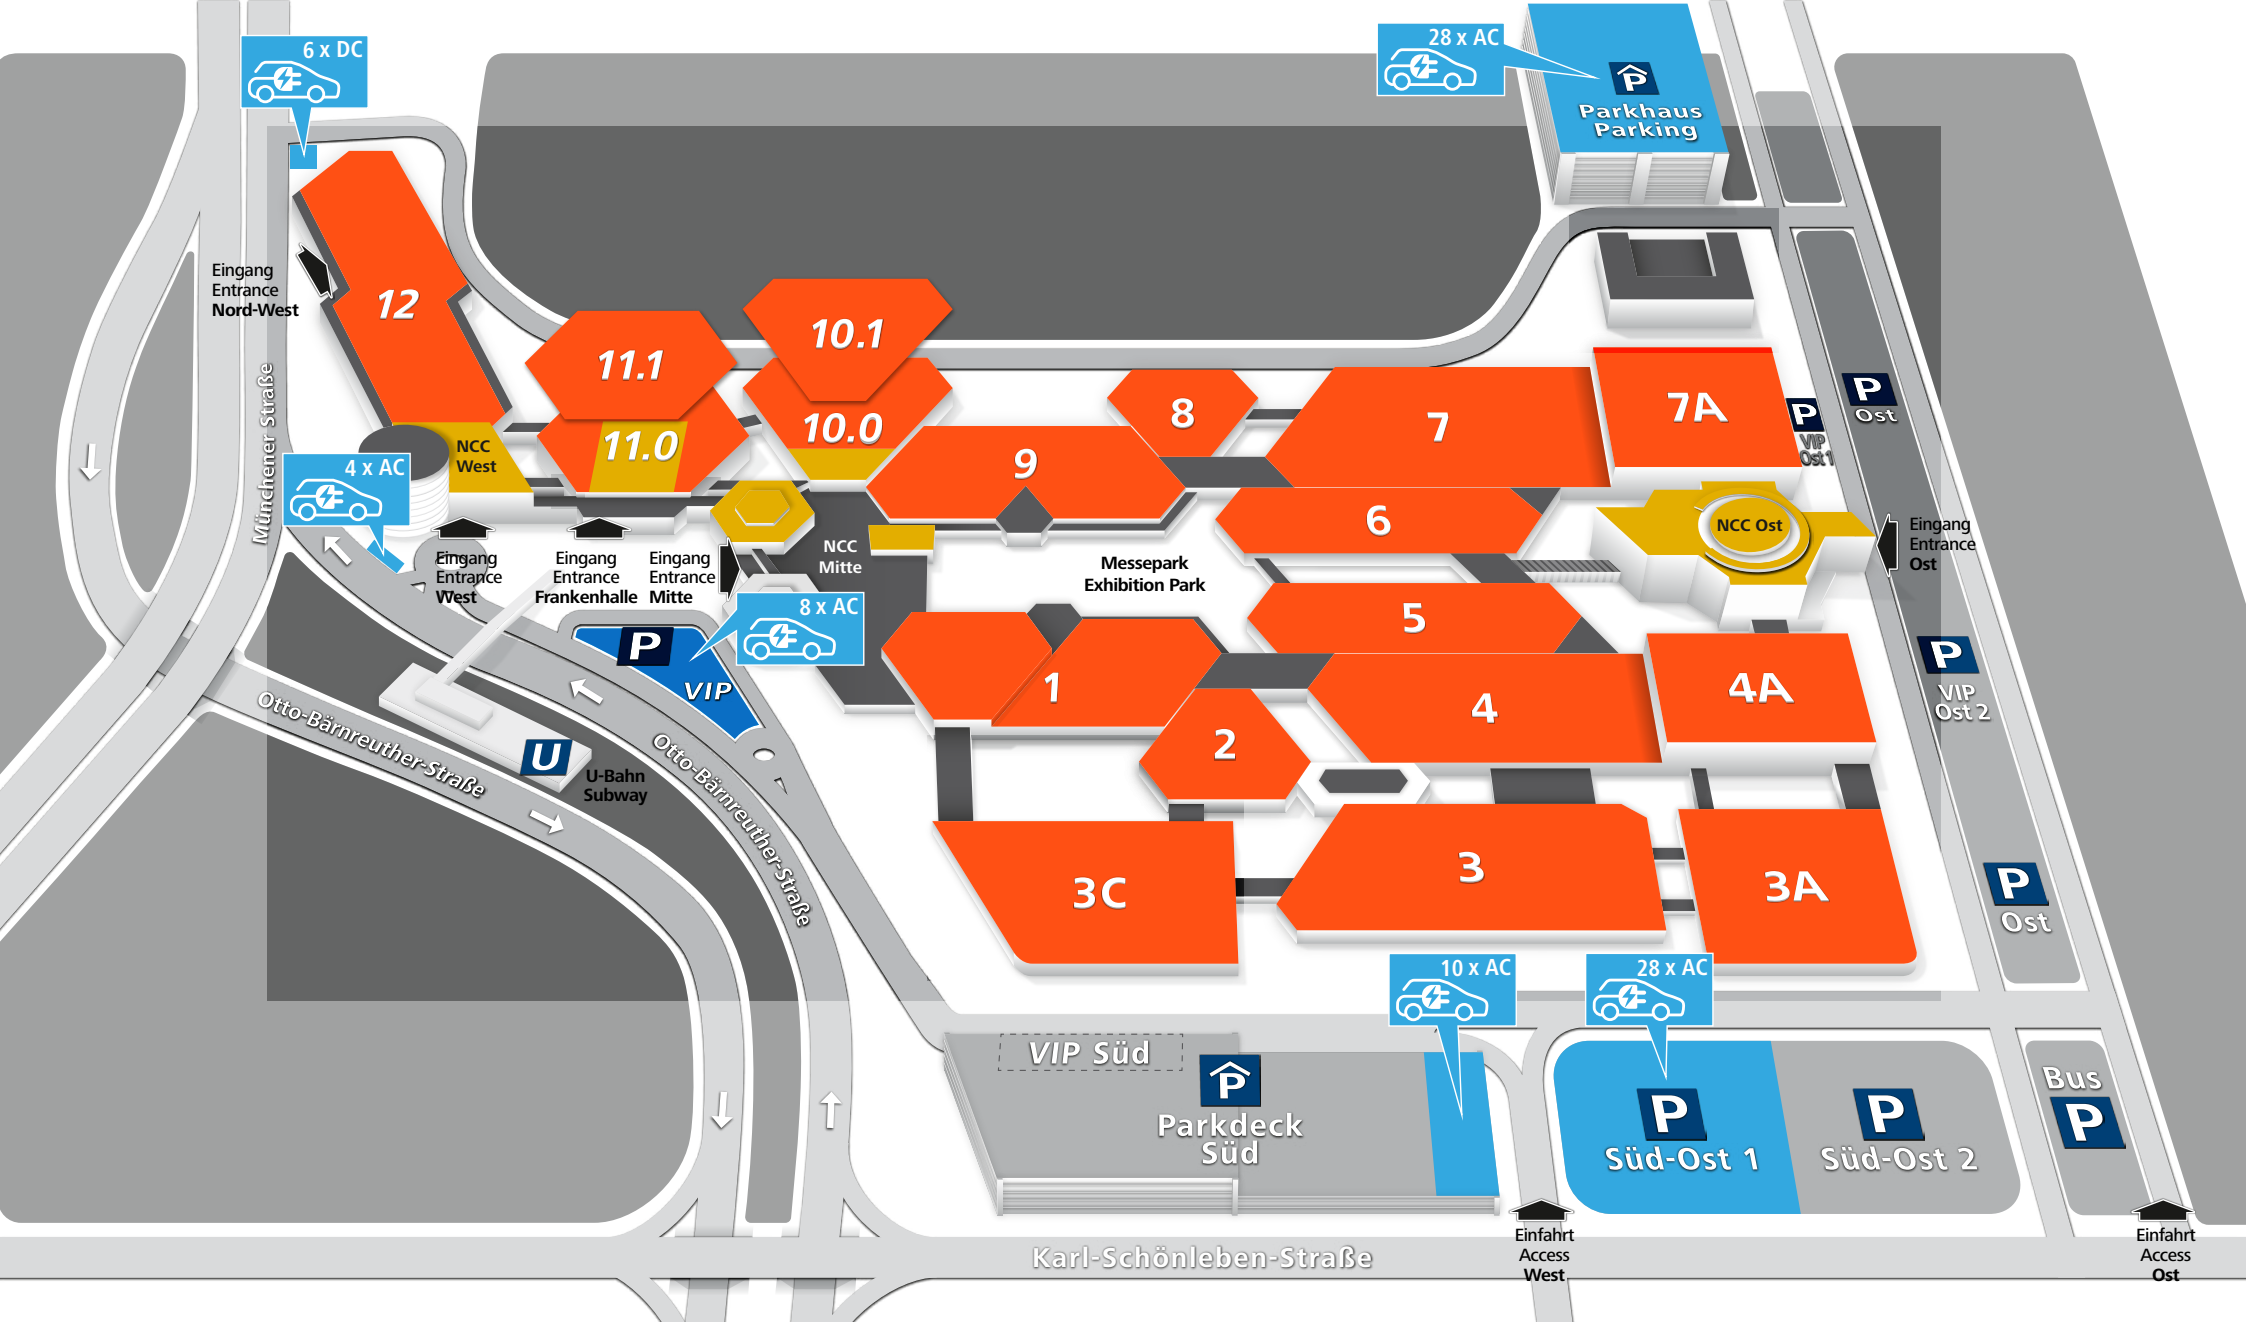 6 x DC
28 x AC
P
Parkhaus
Parking
Eingang
Entrance
Nord-West
12
11.1
10.1
11.0
10.0
8
7
7A
P
VIP
Ost 1
P
Ost
Münchener Straße
NCC
West
4 x AC
9
6
NCC Ost
Eingang
Entrance
Ost
Eingang
Entrance
West
Eingang
Entrance
Frankenhalle
Eingang
Entrance
Mitte
NCC
Mitte
Messepark
Exhibition Park
8 x AC
P
VIP
5
1
4
4A
P
VIP
Ost 2
2
Otto-Bärnreuther-Straße
U
U-Bahn
Subway
Otto-Bärnreuther-Straße
3C
3
3A
P
Ost
10 x AC
28 x AC
VIP Süd
P
Parkdeck
Süd
P
Süd-Ost 1
P
Süd-Ost 2
Bus
P
Karl-Schönleben-Straße
Einfahrt
Access
West
Einfahrt
Access
Ost